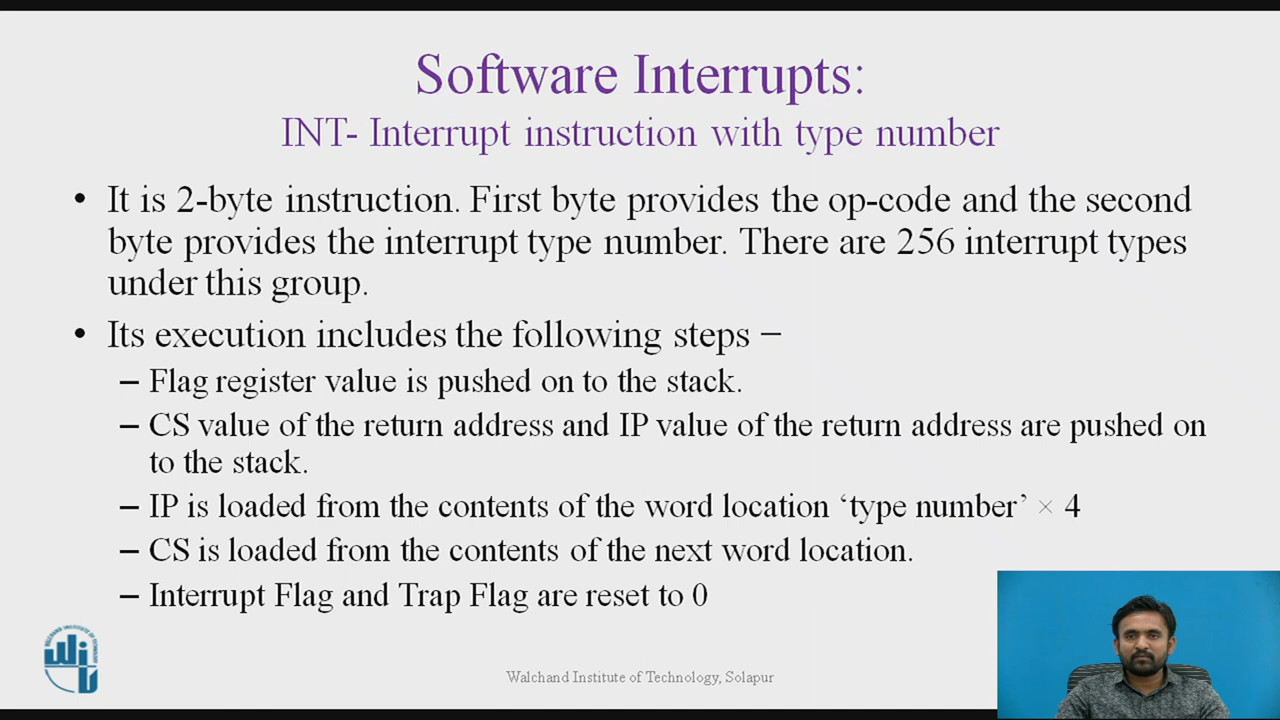 Software Interrupts:
INT- Interrupt instruction with type number
• It is 2-byte instruction. First byte provides the op-code and the second
byte provides the interrupt type number. There are 256 interrupt types
under this group.
• Its execution includes the following steps −
– Flag register value is pushed on to the stack.
– CS value of the return address and IP value of the return address are pushed on
to the stack.
– IP is loaded from the contents of the word location ‘type number’ × 4
– CS is loaded from the contents of the next word location.
– Interrupt Flag and Trap Flag are reset to 0
Walchand Institute of Technology, Solapur